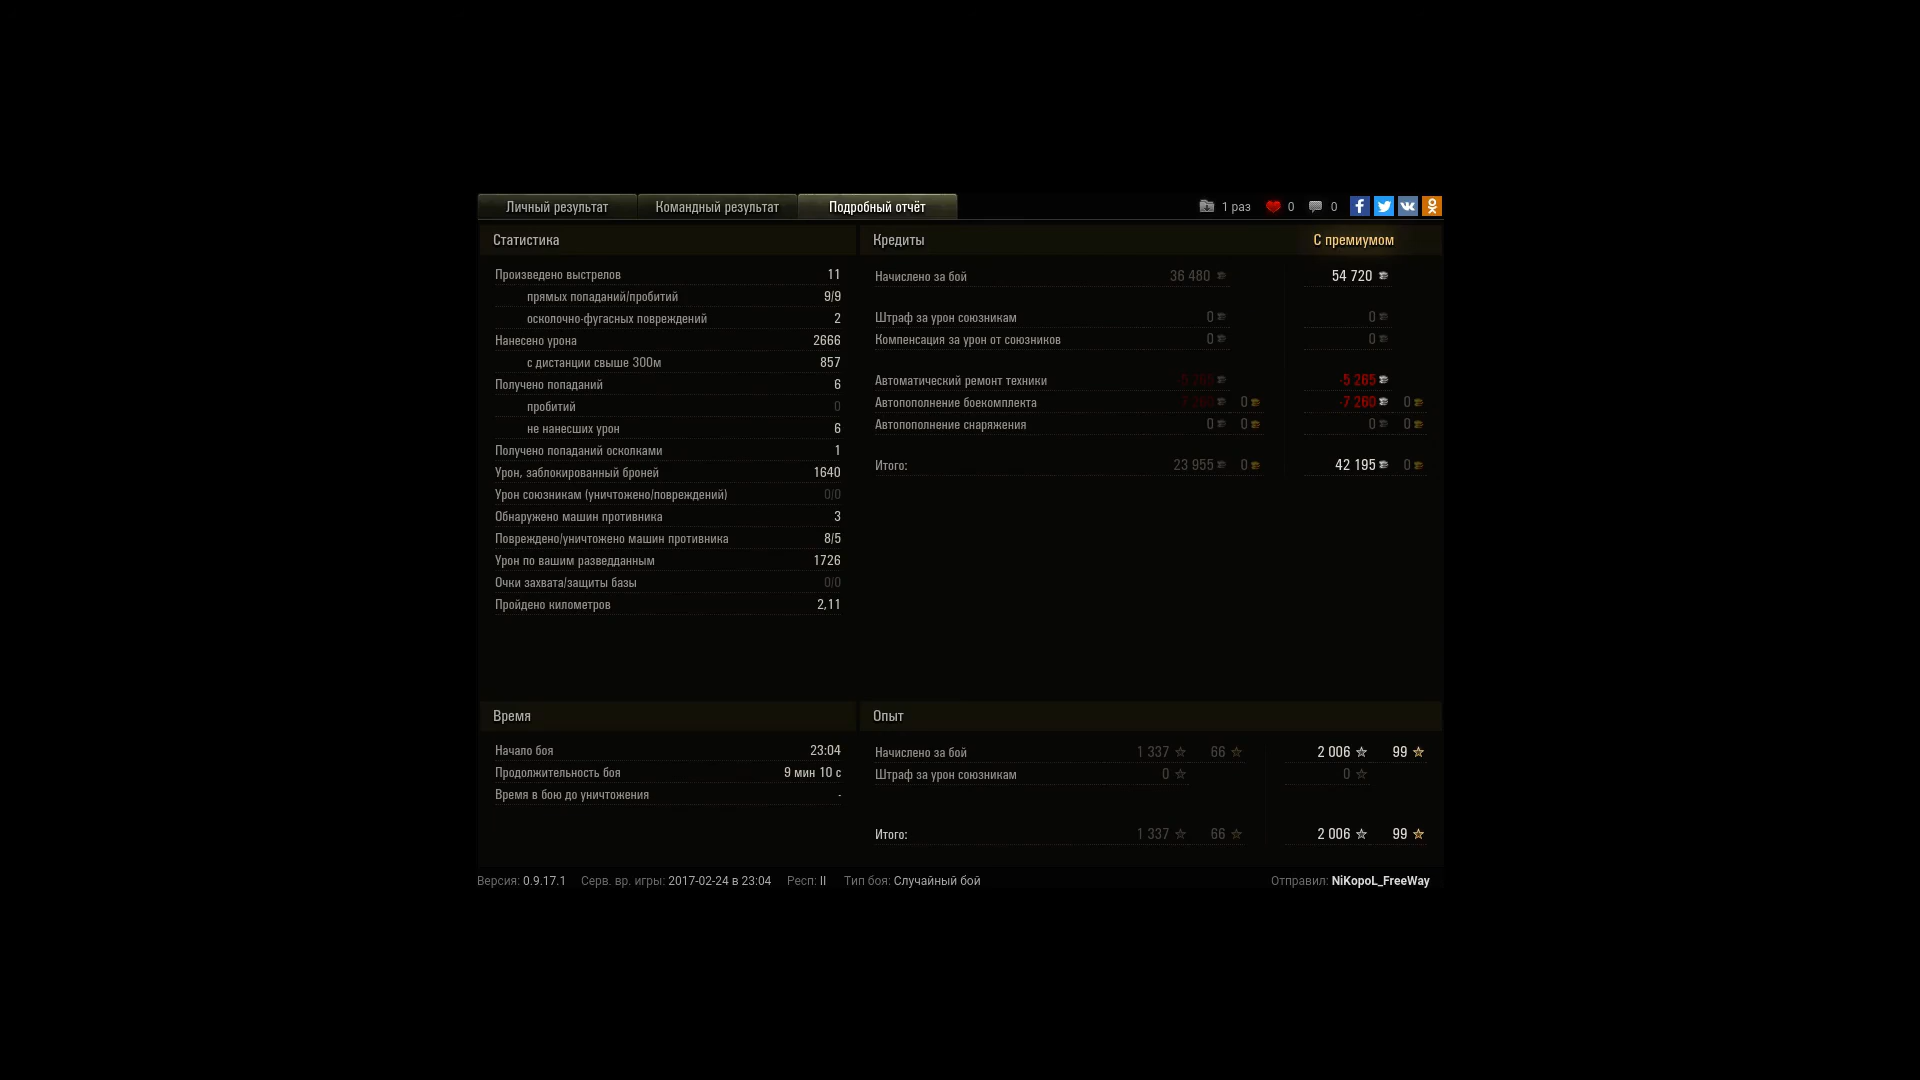 Личный результат Командный результат Подробный отчёт 1 раз 0 0
Статистика
Произведено выстрелов 11
прямых попаданий/пробитий 9/9
осколочно-фугасных повреждений 2
Нанесено урона 2666
с дистанции свыше 300м 857
Получено попаданий 6
пробитий 0
не нанесших урон 6
Получено попаданий осколками 1
Урон, заблокированный броней 1640
Урон союзникам (уничтожено/повреждений) 0/0
Обнаружено машин противника 3
Повреждено/уничтожено машин противника 8/5
Урон по вашим разведданным 1726
Очки захвата/защиты базы 0/0
Пройдено километров 2,11
Кредиты С премиумом
Начислено за бой 36 480 54 720
Штраф за урон союзникам 0 0
Компенсация за урон от союзников 0 0
Автоматический ремонт техники -5 265 -5 265
Автопополнение боекомплекта -7 260 0 -7 260 0
Автопополнение снаряжения 0 0 0 0
Итого: 23 955 0 42 195 0
Время
Начало боя 23:04
Продолжительность боя 9 мин 10 с
Время в бою до уничтожения -
Опыт
Начислено за бой 1 337 66 2 006 99
Штраф за урон союзникам 0 0
Итого: 1 337 66 2 006 99
Версия: 0.9.17.1 Серв. вр. игры: 2017-02-24 в 23:04 Респ: II Тип боя: Случайный бой Отправил: NiKopoL_FreeWay